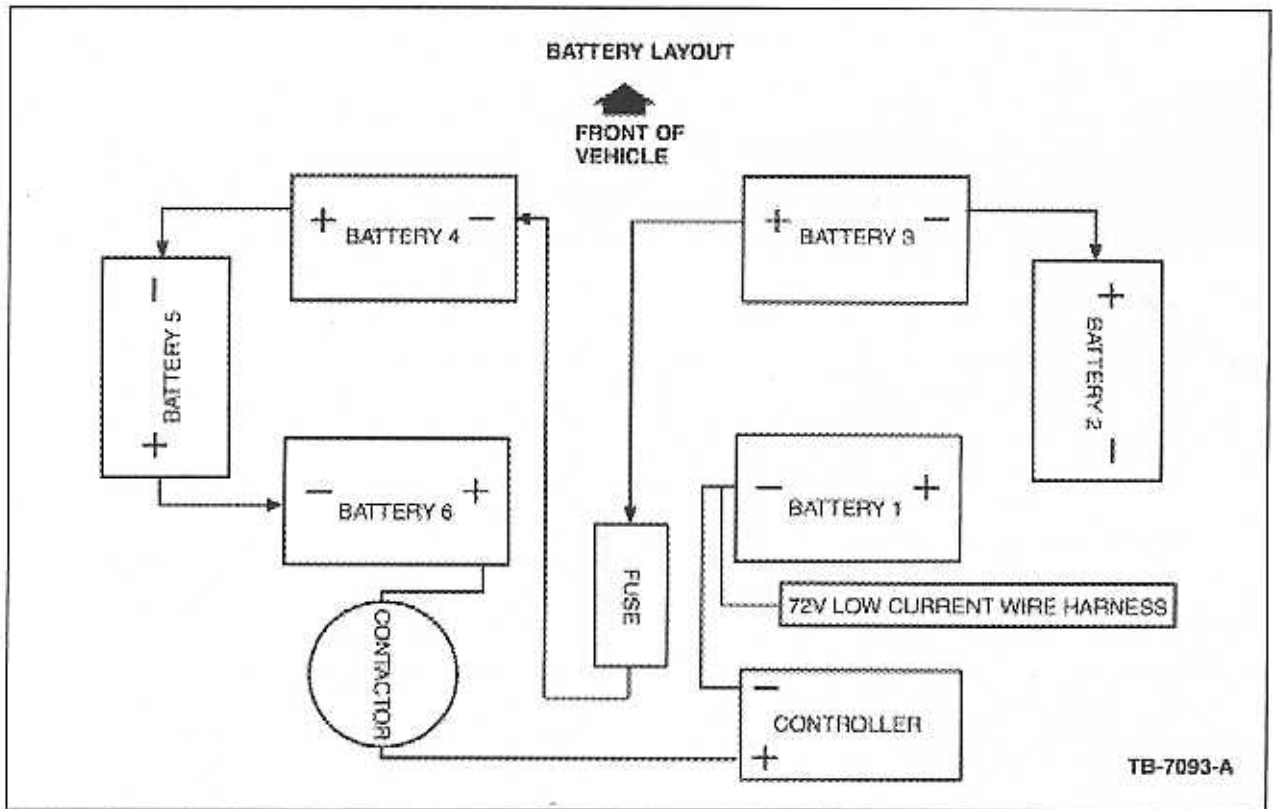 BATTERY LAYOUT
FRONT OF
VEHICLE
+ BATTERY 4 −
+ BATTERY 3 −
− BATTERY 5 +
+ BATTERY 2 −
− BATTERY 6 +
− BATTERY 1 +
FUSE
72V LOW CURRENT WIRE HARNESS
CONTACTOR
−
CONTROLLER
+
TB-7093-A